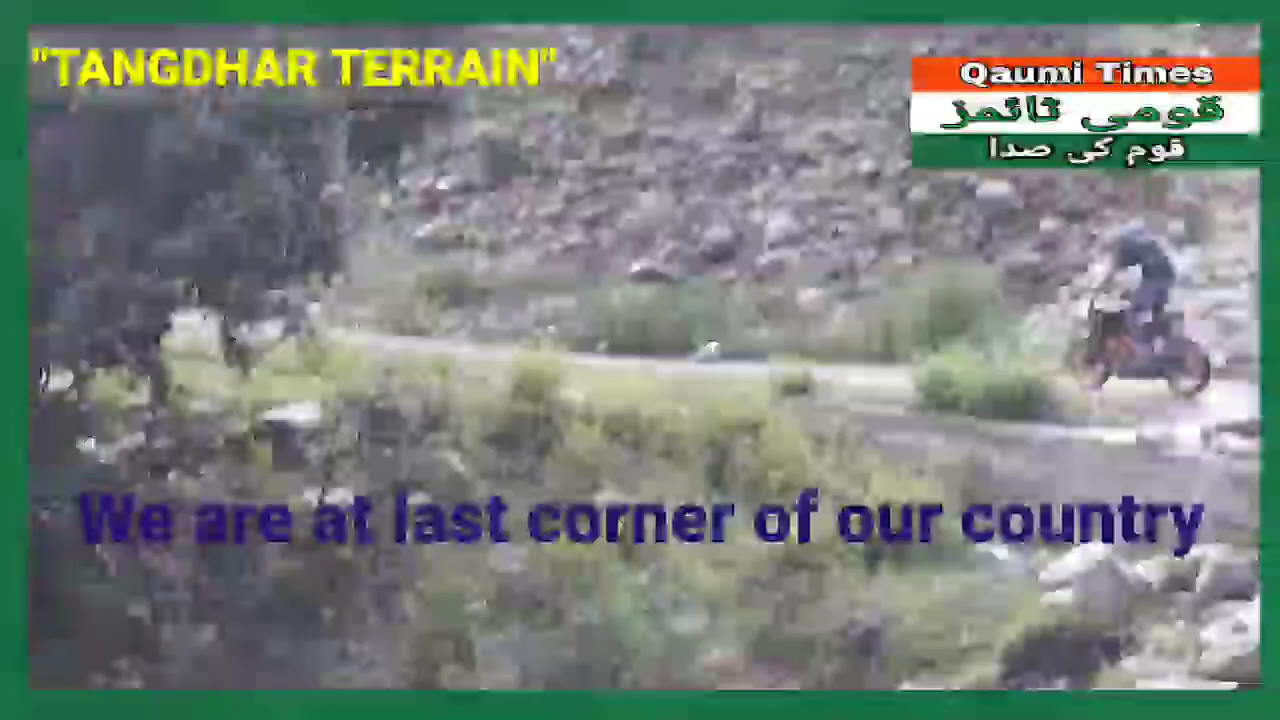 "TANGDHAR TERRAIN"
Qaumi Times
قومی ٹائمز
قوم کی صدا
We are at last corner of our country